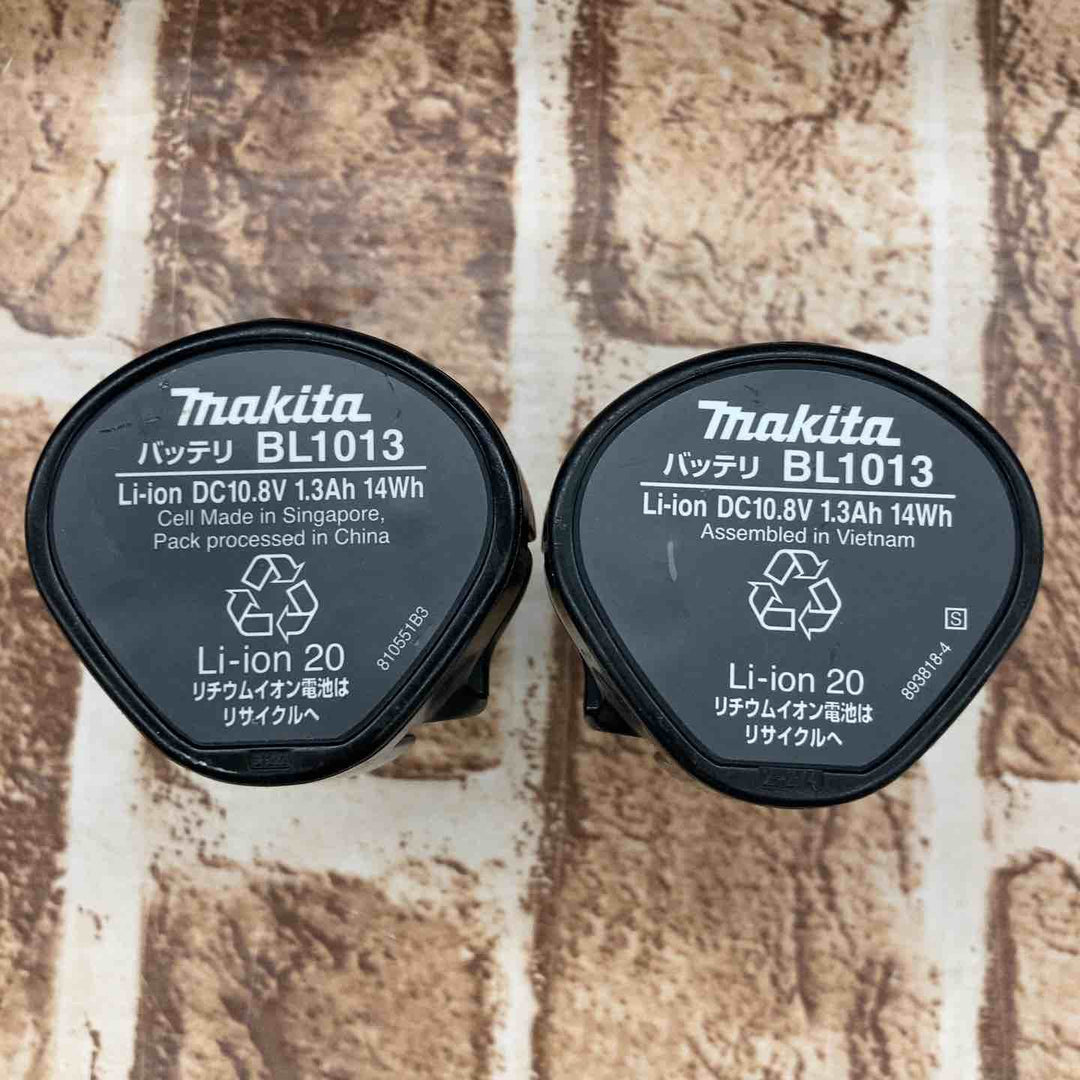 makita
バッテリ BL1013
Li-ion DC10.8V 1.3Ah 14Wh
Cell Made in Singapore,
Pack processed in China
810551B3
Li-ion 20
リチウムイオン電池は
リサイクルへ
makita
バッテリ BL1013
Li-ion DC10.8V 1.3Ah 14Wh
Assembled in Vietnam
S
893818-4
Li-ion 20
リチウムイオン電池は
リサイクルへ